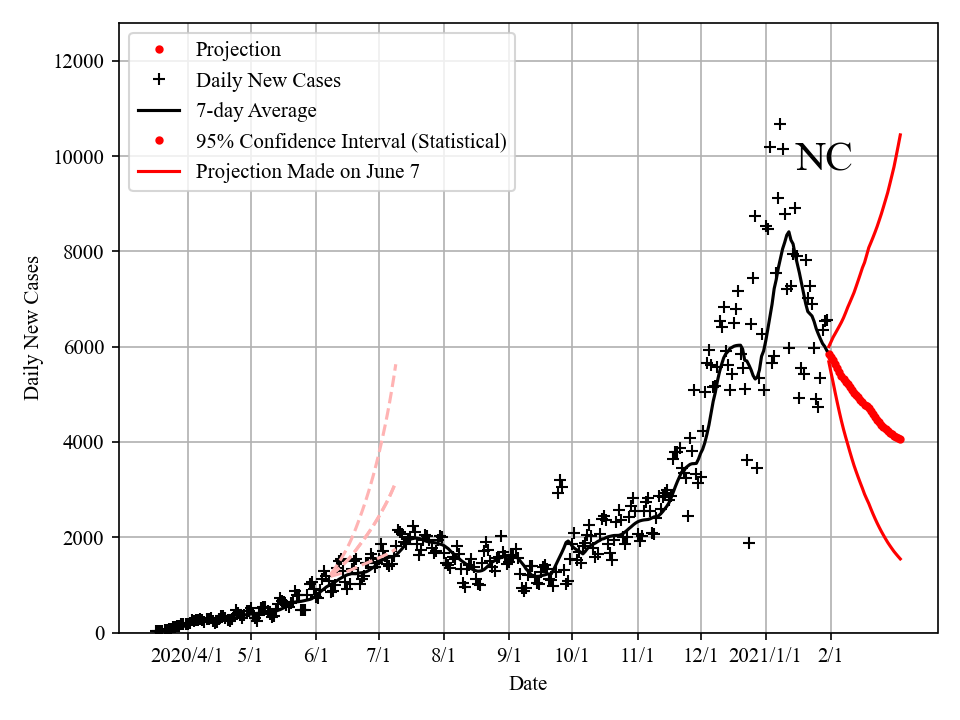 12000
10000
8000
6000
4000
2000
0
Daily New Cases
Projection
Daily New Cases
7-day Average
95% Confidence Interval (Statistical)
Projection Made on June 7
NC
2020/4/1 5/1 6/1 7/1 8/1 9/1 10/1 11/1 12/1 2021/1/1 2/1
Date